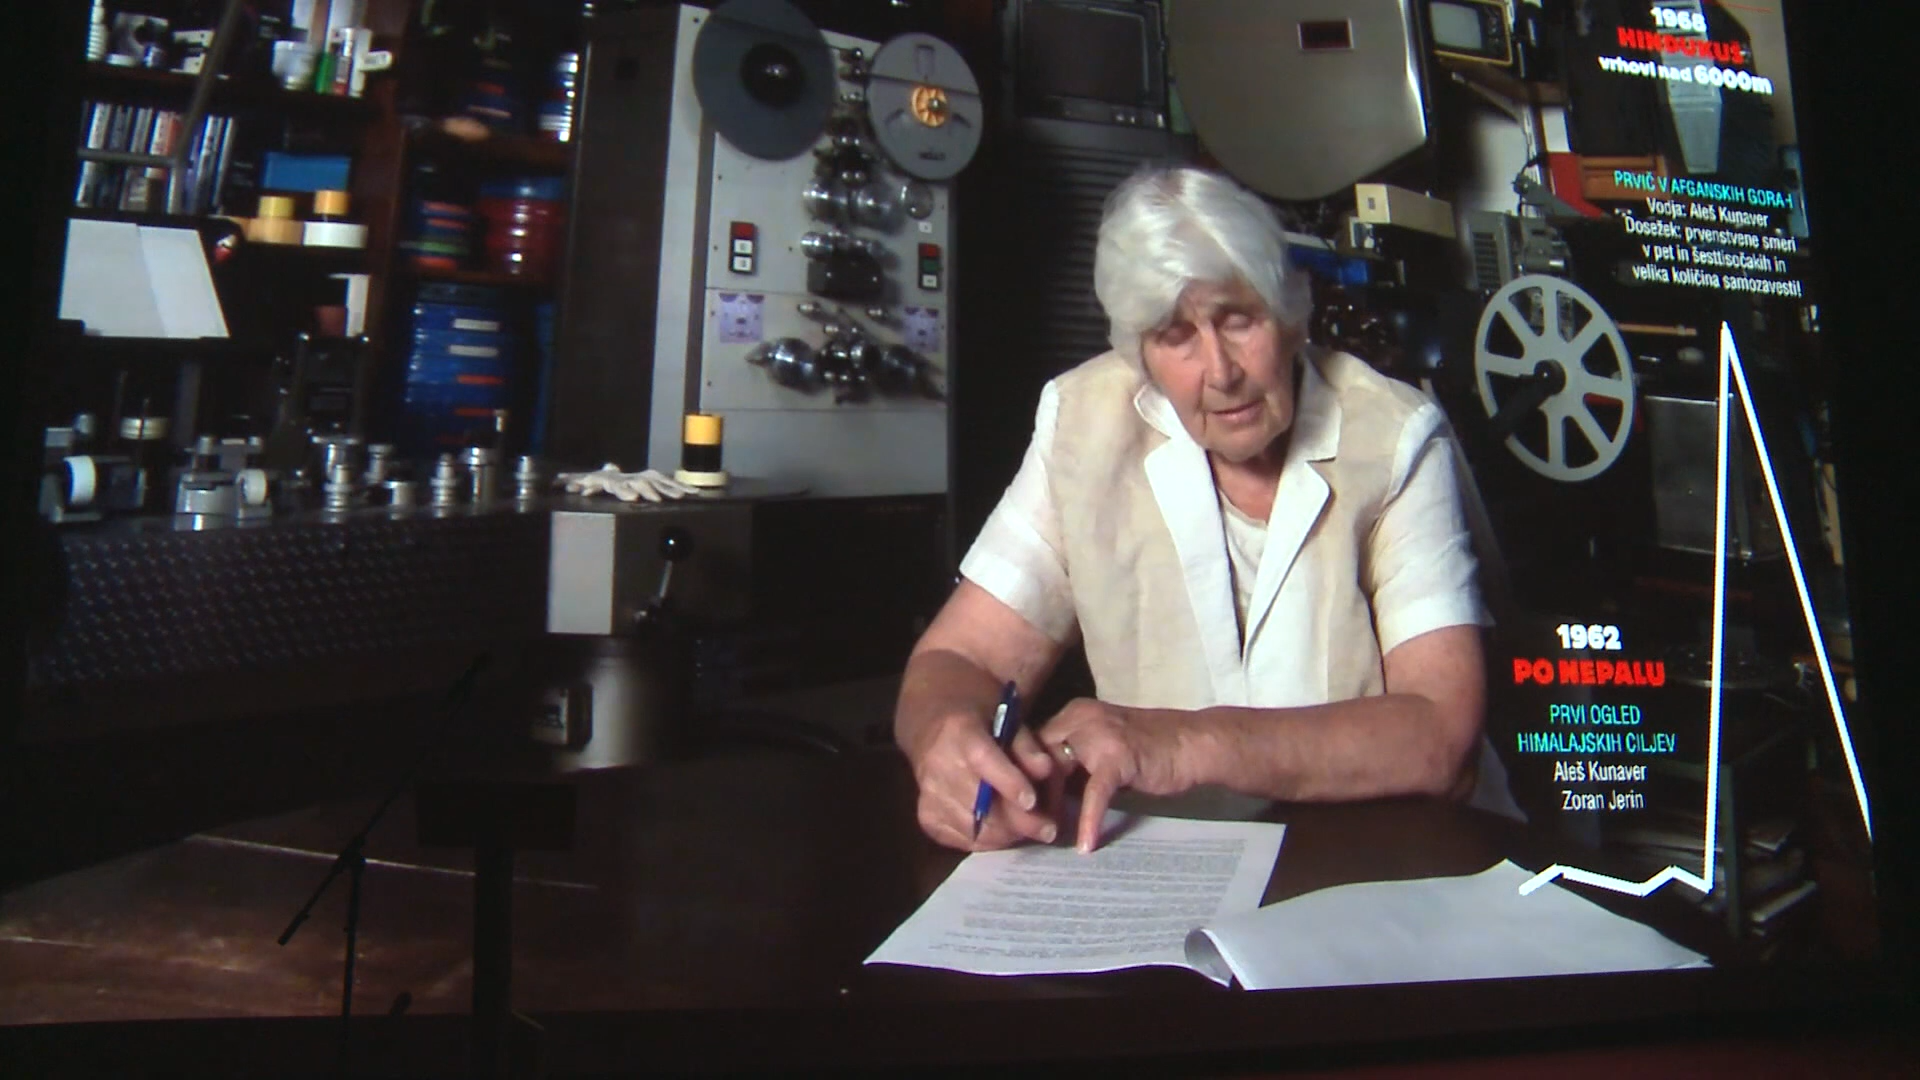 1968
HINDUKUŠ
vrhovi nad 6000m
PRVIČ V AFGANSKIH GORAH
Vodja: Aleš Kunaver
Dosežek: prvenstvene smeri
v pet in šesttisočakih in
velika količina samozavesti!
1962
PO NEPALU
PRVI OGLED
HIMALAJSKIH CILJEV
Aleš Kunaver
Zoran Jerin